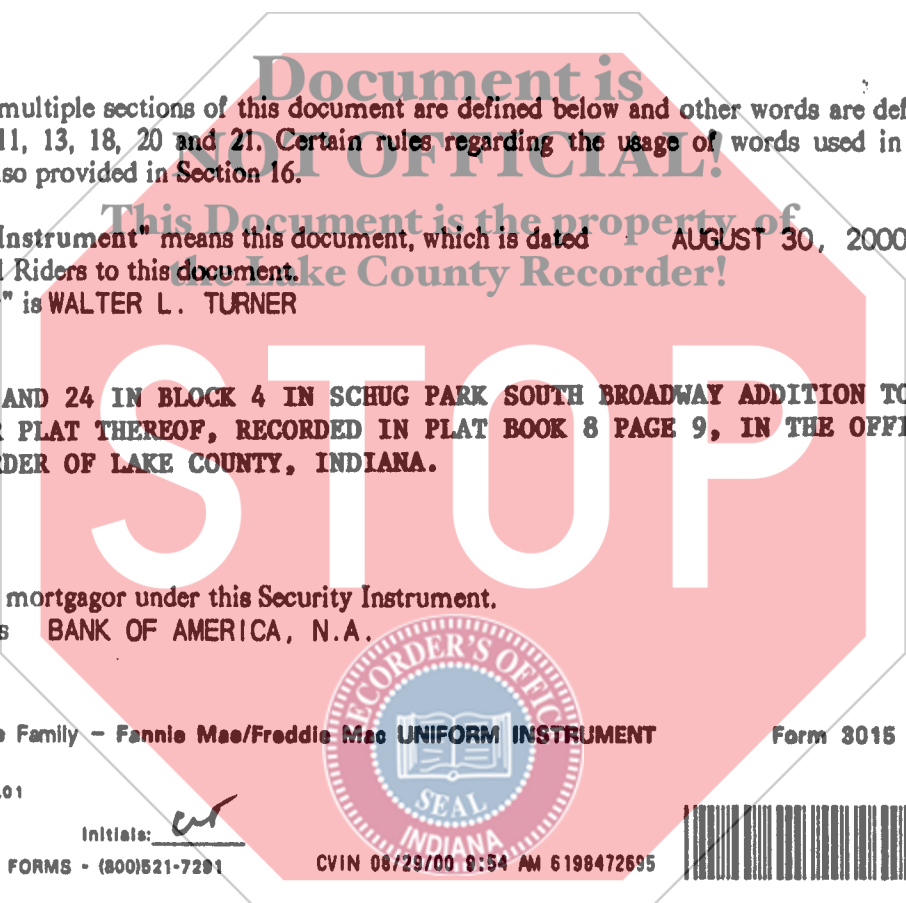 Document is
multiple sections of this document are defined below and other words are def
11, 13, 18, 20 and 21. Certain rules regarding the usage of words used in
NOT OFFICIAL!
so provided in Section 16.
This Document is the property of
Instrument" means this document, which is dated AUGUST 30, 2000
Riders to this document.
the Lake County Recorder!
" is WALTER L. TURNER
STOP
AND 24 IN BLOCK 4 IN SCHUG PARK SOUTH BROADWAY ADDITION TO
PLAT THEREOF, RECORDED IN PLAT BOOK 8 PAGE 9, IN THE OFFI
DER OF LAKE COUNTY, INDIANA.
mortgagor under this Security Instrument.
s BANK OF AMERICA, N.A.
RECORDER'S OFFIC
SEAL
INDIANA
Family - Fannie Mae/Freddie Mac UNIFORM INSTRUMENT Form 3015
.01
Initials:
FORMS - (800)521-7291 CVIN 08/29/00 9:54 AM 6198472695